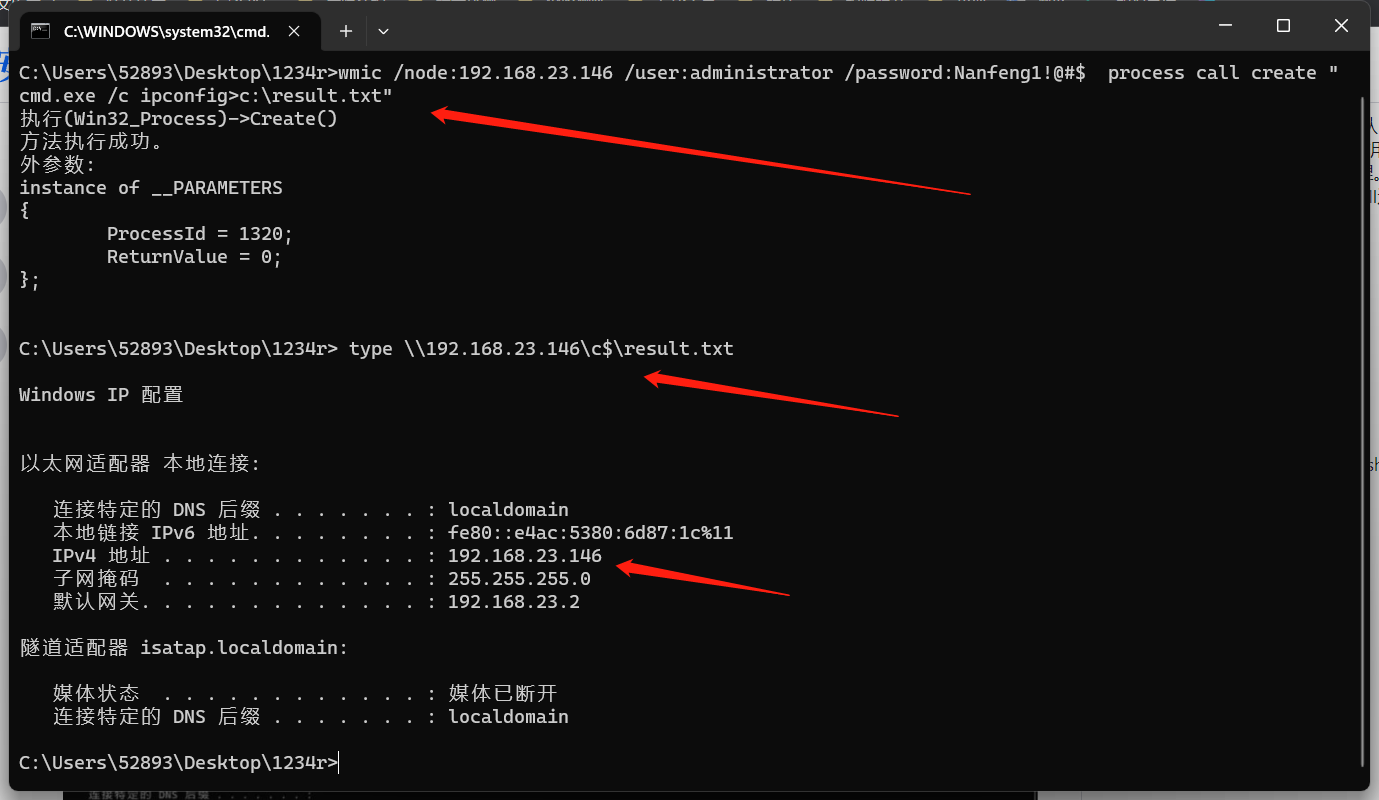 C:\WINDOWS\system32\cmd.
C:\Users\52893\Desktop\1234r>wmic /node:192.168.23.146 /user:administrator /password:Nanfeng1!@#$  process call create "
cmd.exe /c ipconfig>c:\result.txt"
执行(Win32_Process)->Create()
方法执行成功。
外参数:
instance of __PARAMETERS
{
        ProcessId = 1320;
        ReturnValue = 0;
};
C:\Users\52893\Desktop\1234r> type \\192.168.23.146\c$\result.txt
Windows IP 配置
以太网适配器 本地连接:
   连接特定的 DNS 后缀 . . . . . . . : localdomain
   本地链接 IPv6 地址. . . . . . . . : fe80::e4ac:5380:6d87:1c%11
   IPv4 地址 . . . . . . . . . . . . : 192.168.23.146
   子网掩码  . . . . . . . . . . . . : 255.255.255.0
   默认网关. . . . . . . . . . . . . : 192.168.23.2
隧道适配器 isatap.localdomain:
   媒体状态  . . . . . . . . . . . . : 媒体已断开
   连接特定的 DNS 后缀 . . . . . . . : localdomain
C:\Users\52893\Desktop\1234r>